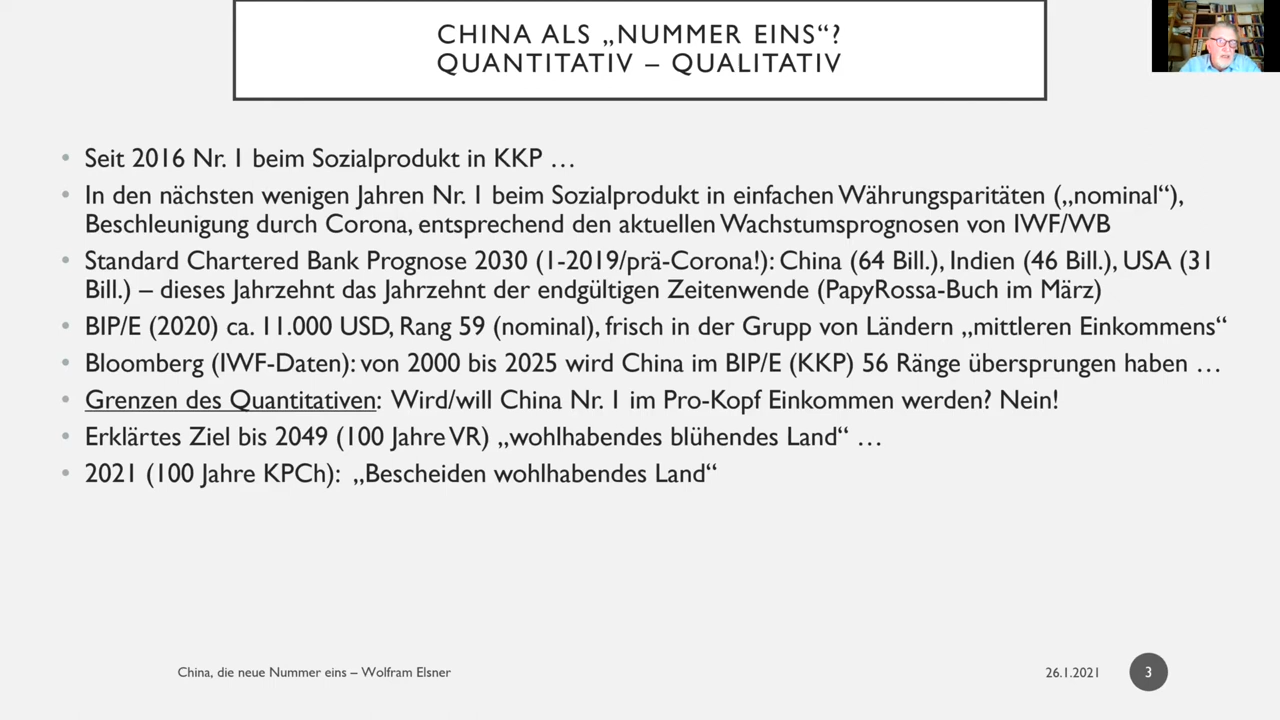 CHINA ALS „NUMMER EINS“?
QUANTITATIV – QUALITATIV
• Seit 2016 Nr. 1 beim Sozialprodukt in KKP …
• In den nächsten wenigen Jahren Nr. 1 beim Sozialprodukt in einfachen Währungsparitäten („nominal“),
Beschleunigung durch Corona, entsprechend den aktuellen Wachstumsprognosen von IWF/WB
• Standard Chartered Bank Prognose 2030 (1-2019/prä-Corona!): China (64 Bill.), Indien (46 Bill.), USA (31
Bill.) – dieses Jahrzehnt das Jahrzehnt der endgültigen Zeitenwende (PapyRossa-Buch im März)
• BIP/E (2020) ca. 11.000 USD, Rang 59 (nominal), frisch in der Grupp von Ländern „mittleren Einkommens“
• Bloomberg (IWF-Daten): von 2000 bis 2025 wird China im BIP/E (KKP) 56 Ränge übersprungen haben …
• Grenzen des Quantitativen: Wird/will China Nr. 1 im Pro-Kopf Einkommen werden? Nein!
• Erklärtes Ziel bis 2049 (100 Jahre VR) „wohlhabendes blühendes Land“ …
• 2021 (100 Jahre KPCh): „Bescheiden wohlhabendes Land“
China, die neue Nummer eins – Wolfram Elsner
26.1.2021
3